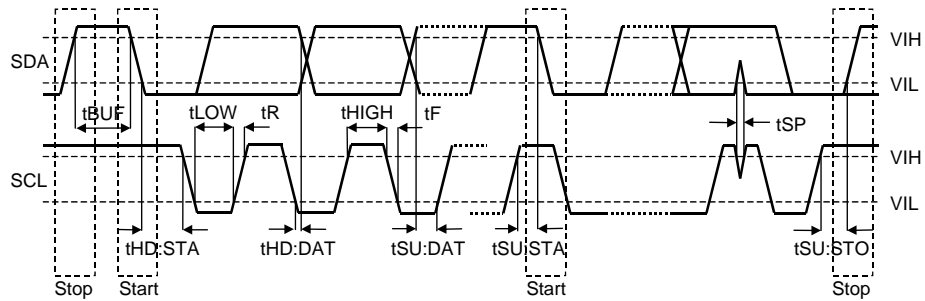 VIH
SDA
VIL
tBUF tLOW tR tHIGH tF tSP
VIH
SCL
VIL
tHD:STA tHD:DAT tSU:DAT tSU:STA tSU:STO
Stop Start Start Stop